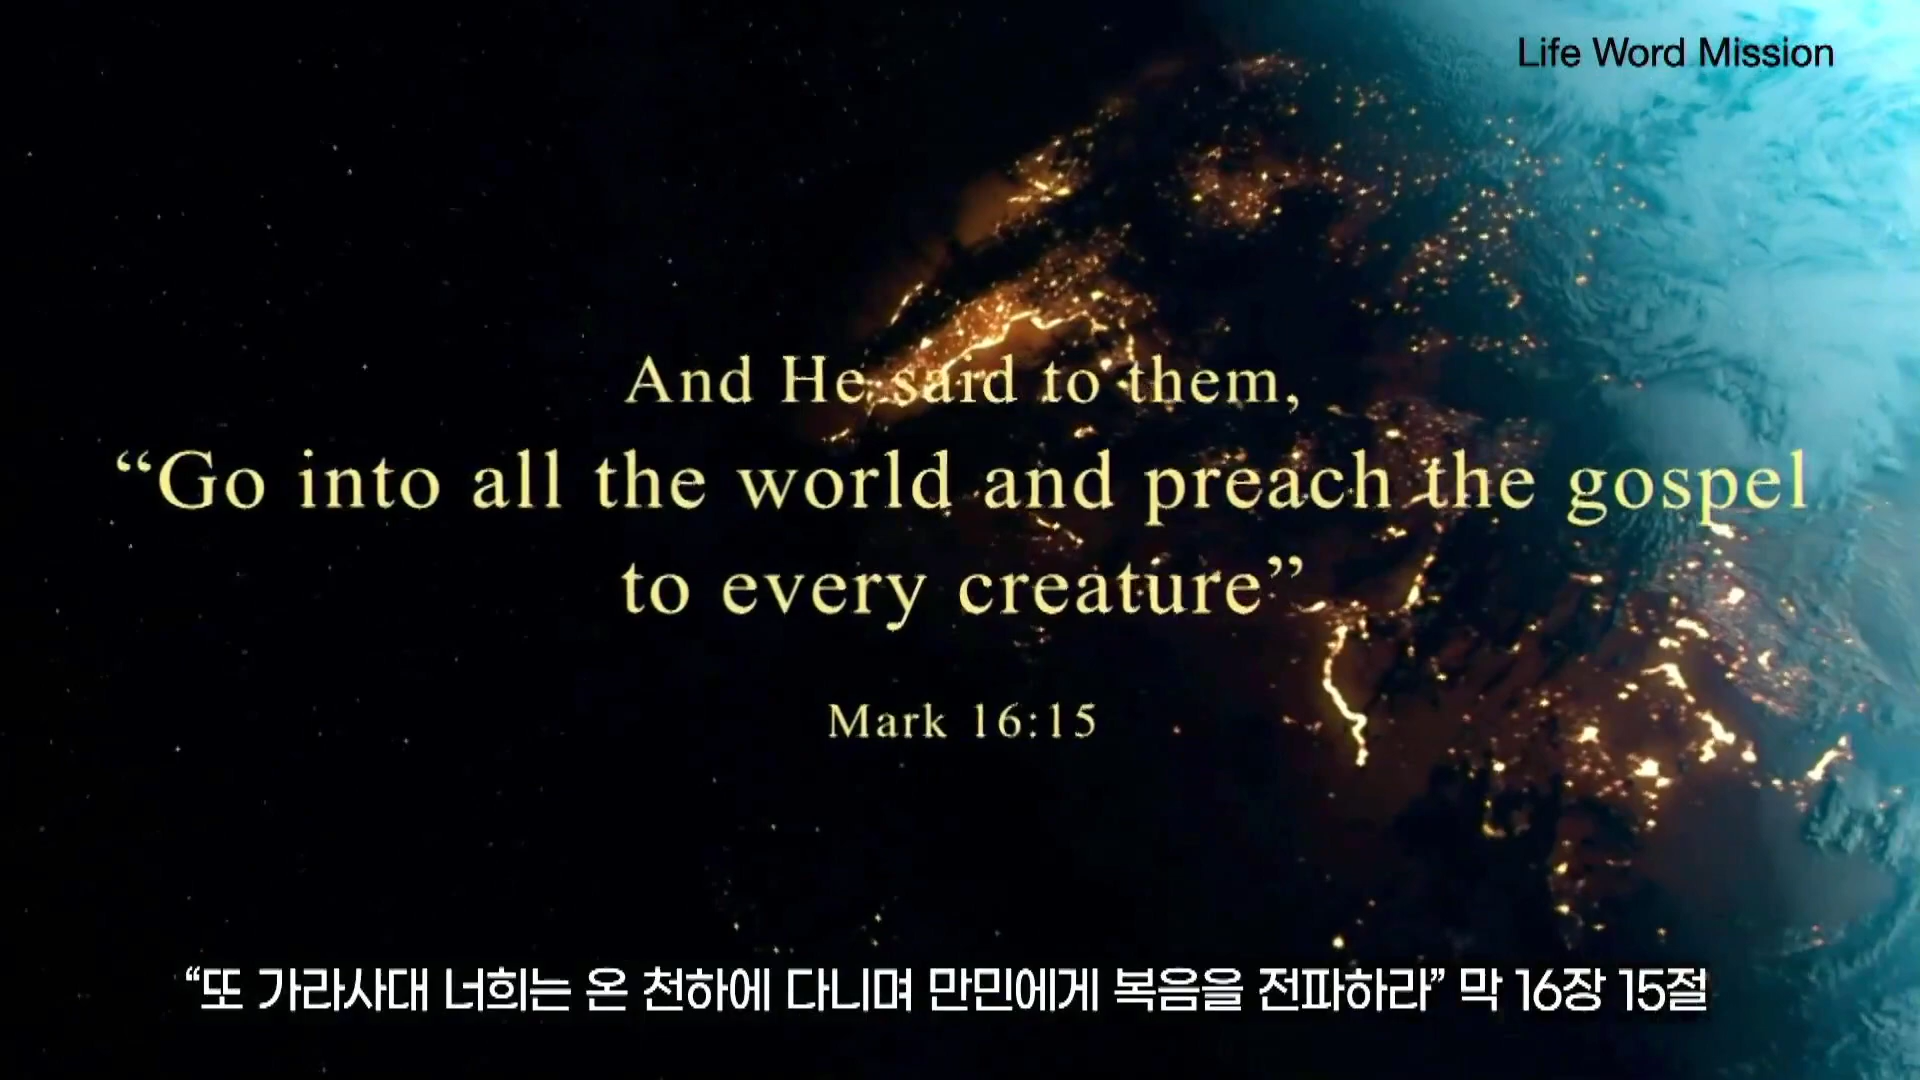 Life Word Mission
And He said to them,
“Go into all the world and preach the gospel
to every creature”
Mark 16:15
“또 가라사대 너희는 온 천하에 다니며 만민에게 복음을 전파하라” 막 16장 15절